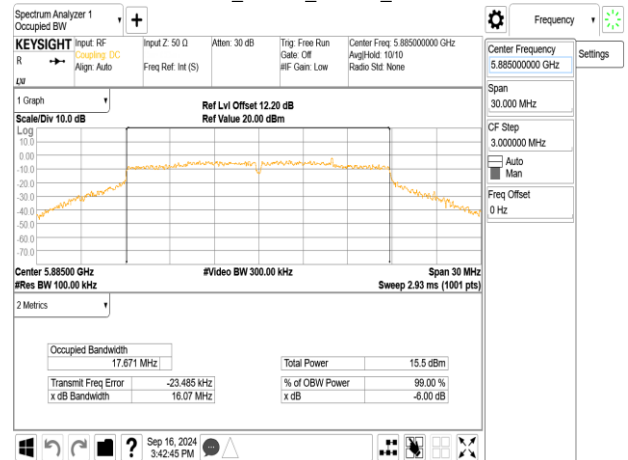 Spectrum Analyzer 1
Occupied BW
Frequency
KEYSIGHT
R
LXI
Input: RF
Coupling: DC
Align: Auto
Input Z: 50 Ω
Freq Ref: Int (S)
Atten: 30 dB
Trig: Free Run
Gate: Off
#IF Gain: Low
Center Freq: 5.885000000 GHz
Avg|Hold: 10/10
Radio Std: None
Center Frequency
5.885000000 GHz
Settings
Span
30.000 MHz
CF Step
3.000000 MHz
Auto
Man
Freq Offset
0 Hz
1 Graph
Scale/Div 10.0 dB
Ref Lvl Offset 12.20 dB
Ref Value 20.00 dBm
Log
10.0
0.00
-10.0
-20.0
-30.0
-40.0
-50.0
-60.0
-70.0
Center 5.88500 GHz
#Video BW 300.00 kHz
Span 30 MHz
#Res BW 100.00 kHz
Sweep 2.93 ms (1001 pts)
2 Metrics
Occupied Bandwidth
17.671 MHz
Total Power 15.5 dBm
Transmit Freq Error -23.485 kHz
% of OBW Power 99.00 %
x dB Bandwidth 16.07 MHz
x dB -6.00 dB
Sep 16, 2024
3:42:45 PM